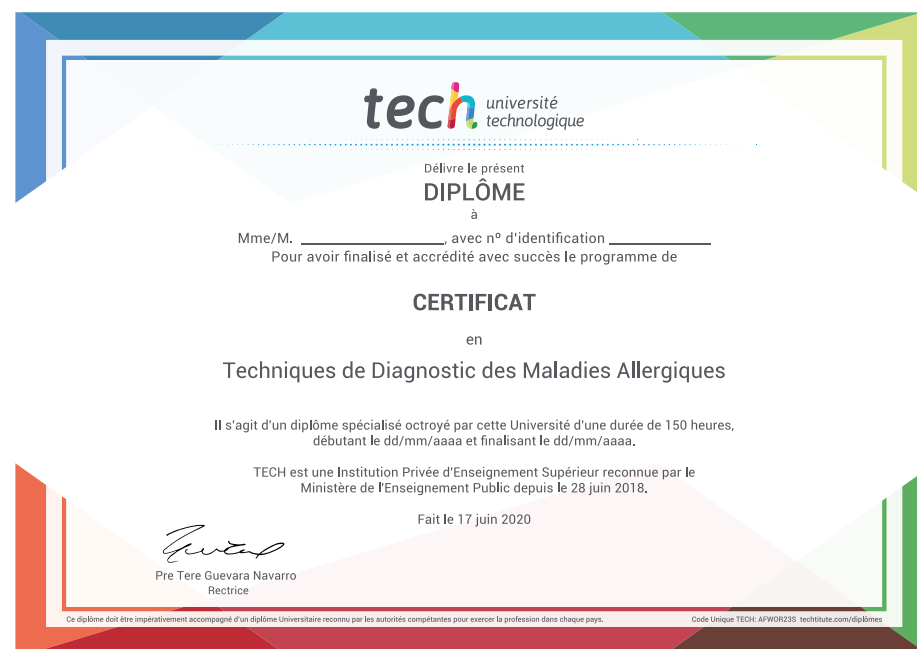 tech université
technologique
Délivre le présent
DIPLÔME
à
Mme/M. ____________________, avec nº d'identification ______________
Pour avoir finalisé et accrédité avec succès le programme de
CERTIFICAT
en
Techniques de Diagnostic des Maladies Allergiques
Il s'agit d'un diplôme spécialisé octroyé par cette Université d'une durée de 150 heures,
débutant le dd/mm/aaaa et finalisant le dd/mm/aaaa.
TECH est une Institution Privée d'Enseignement Supérieur reconnue par le
Ministère de l'Enseignement Public depuis le 28 juin 2018.
Fait le 17 juin 2020
Pre Tere Guevara Navarro
Rectrice
Ce diplôme doit être impérativement accompagné d'un diplôme Universitaire reconnu par les autorités compétantes pour exercer la profession dans chaque pays. Code Unique TECH: AFWOR23S techtitute.com/diplômes